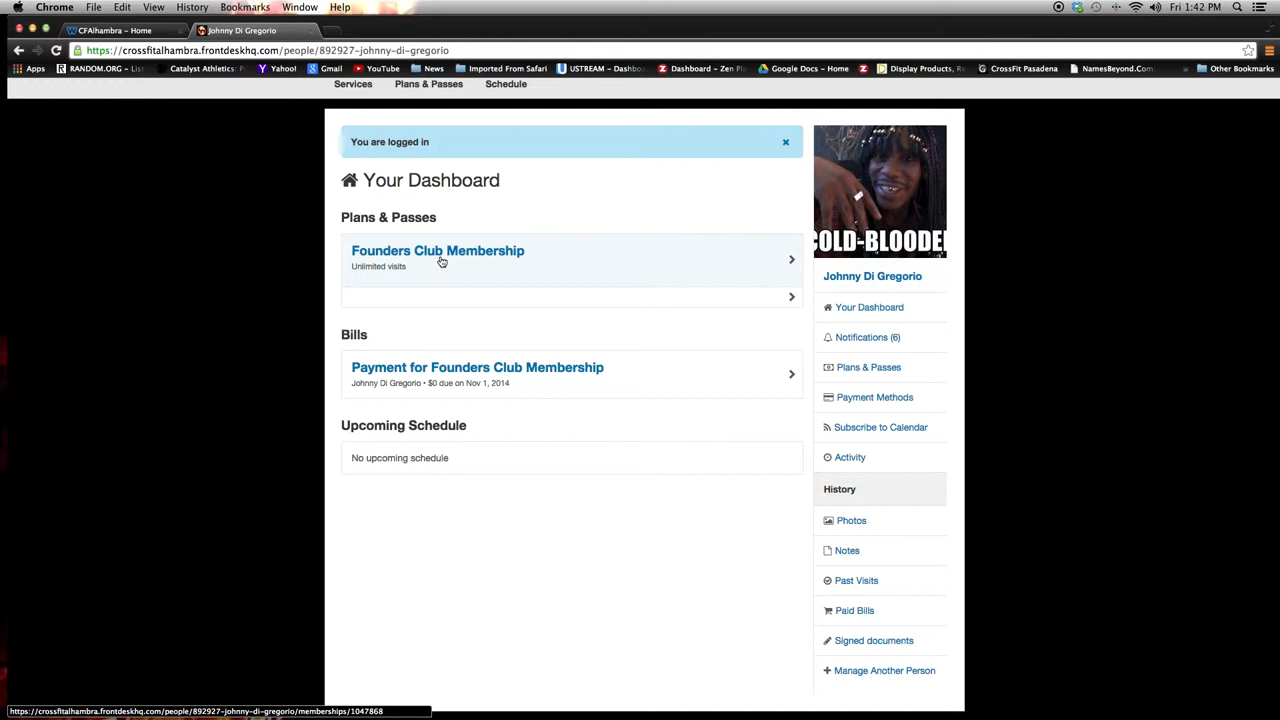 Chrome File Edit View History Bookmarks Window Help Fri 1:42 PM
CFAlhambra - Home Johnny Di Gregorio
https://crossfitalhambra.frontdeskhq.com/people/892927-johnny-di-gregorio
Apps RANDOM.ORG - List Catalyst Athletics: Yahoo! Gmail YouTube News Imported From Safari USTREAM - Dashbo Dashboard - Zen Pl Google Docs - Home Display Products, Re CrossFit Pasadena NamesBeyond.Com Other Bookmarks
Services Plans & Passes Schedule
You are logged in
Your Dashboard
Plans & Passes
Founders Club Membership
Unlimited visits
Bills
Payment for Founders Club Membership
Johnny Di Gregorio • $0 due on Nov 1, 2014
Upcoming Schedule
No upcoming schedule
COLD-BLOODED
Johnny Di Gregorio
Your Dashboard
Notifications (6)
Plans & Passes
Payment Methods
Subscribe to Calendar
Activity
History
Photos
Notes
Past Visits
Paid Bills
Signed documents
Manage Another Person
https://crossfitalhambra.frontdeskhq.com/people/892927-johnny-di-gregorio/memberships/1047868